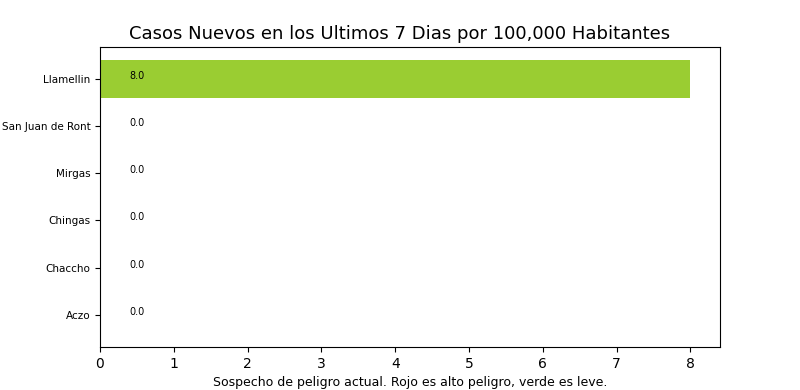 Casos Nuevos en los Ultimos 7 Dias por 100,000 Habitantes
Llamellin 8.0
San Juan de Ront 0.0
Mirgas 0.0
Chingas 0.0
Chaccho 0.0
Aczo 0.0
0 1 2 3 4 5 6 7 8
Sospecho de peligro actual. Rojo es alto peligro, verde es leve.